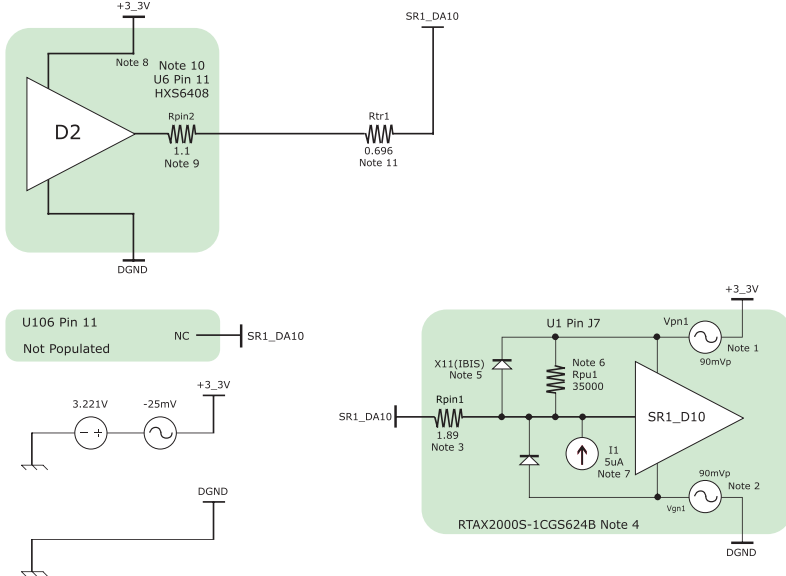 +3_3V
SR1_DA10
Note 8
Note 10
U6 Pin 11
HXS6408
D2
Rpin2
1.1
Note 9
Rtr1
0.696
Note 11
DGND
U106 Pin 11
Not Populated
NC
SR1_DA10
+3_3V
3.221V
-25mV
DGND
+3_3V
U1 Pin J7
Vpn1
Note 1
90mVp
X11(IBIS)
Note 5
Note 6
Rpu1
35000
SR1_DA10
Rpin1
1.89
Note 3
SR1_D10
I1
5uA
Note 7
90mVp
Note 2
Vgn1
RTAX2000S-1CGS624B Note 4
DGND